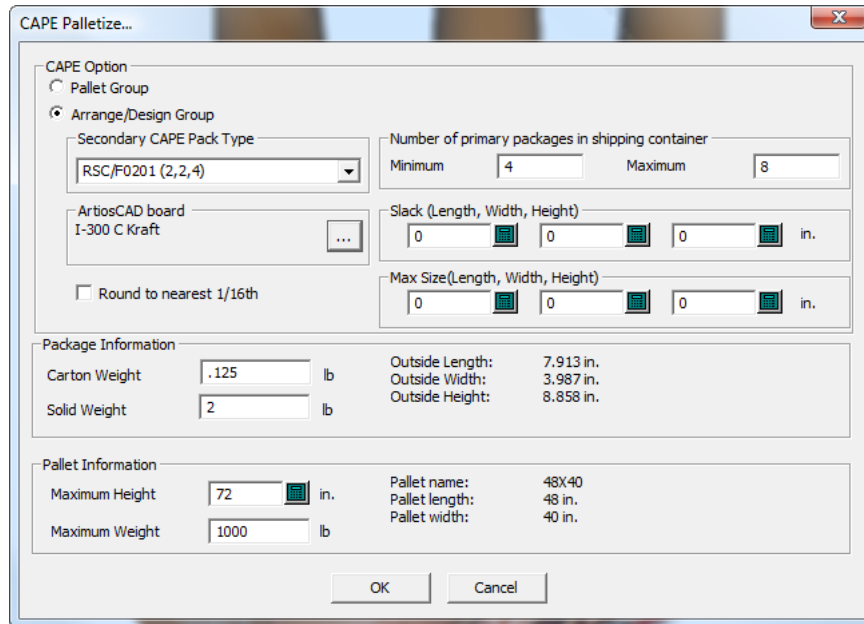 CAPE Palletize...
CAPE Option
Pallet Group
Arrange/Design Group
Secondary CAPE Pack Type
RSC/F0201 (2,2,4)
Number of primary packages in shipping container
Minimum 4 Maximum 8
ArtiosCAD board
I-300 C Kraft
...
Slack (Length, Width, Height)
0 0 0 in.
Round to nearest 1/16th
Max Size(Length, Width, Height)
0 0 0 in.
Package Information
Carton Weight .125 lb
Solid Weight 2 lb
Outside Length: 7.913 in.
Outside Width: 3.987 in.
Outside Height: 8.858 in.
Pallet Information
Maximum Height 72 in.
Maximum Weight 1000 lb
Pallet name: 48X40
Pallet length: 48 in.
Pallet width: 40 in.
OK Cancel